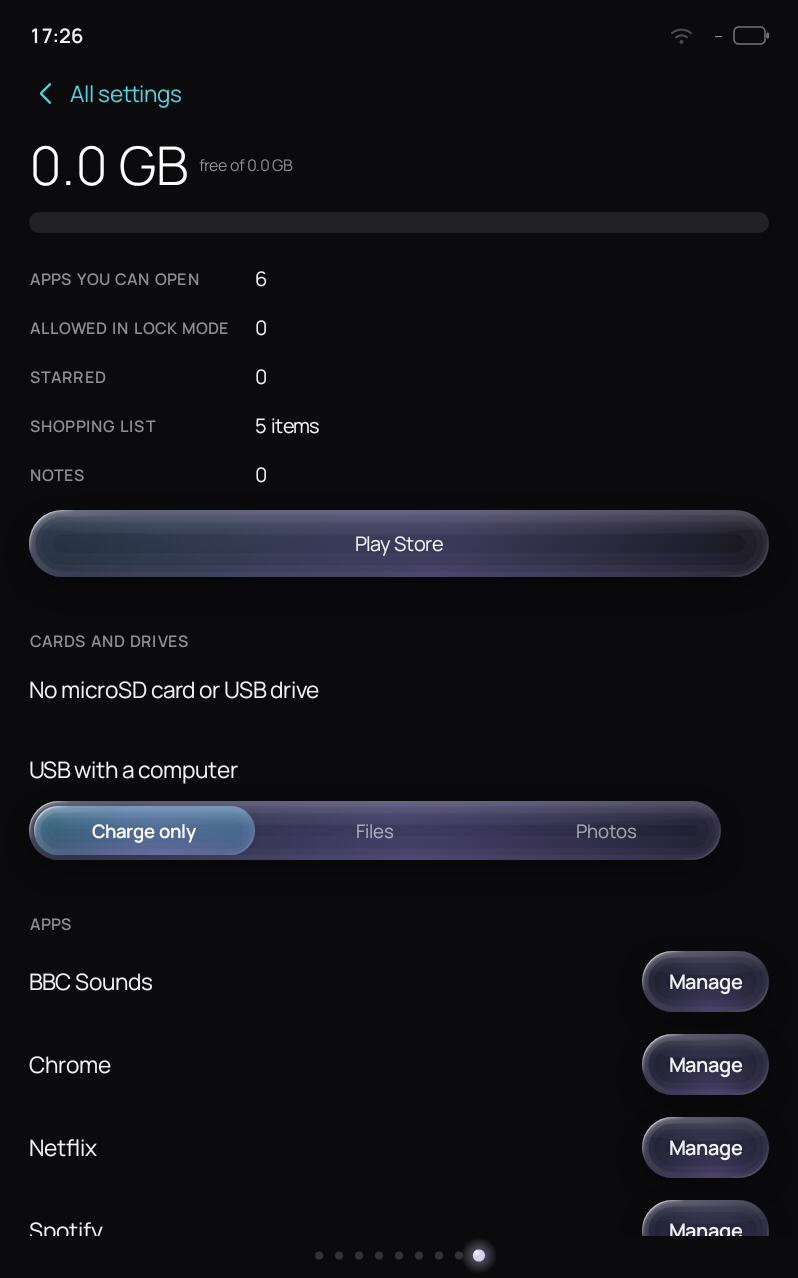 17:26
–
All settings
0.0 GB free of 0.0 GB
APPS YOU CAN OPEN 6
ALLOWED IN LOCK MODE 0
STARRED 0
SHOPPING LIST 5 items
NOTES 0
Play Store
CARDS AND DRIVES
No microSD card or USB drive
USB with a computer
Charge only Files Photos
APPS
BBC Sounds Manage
Chrome Manage
Netflix Manage
Spotify Manage